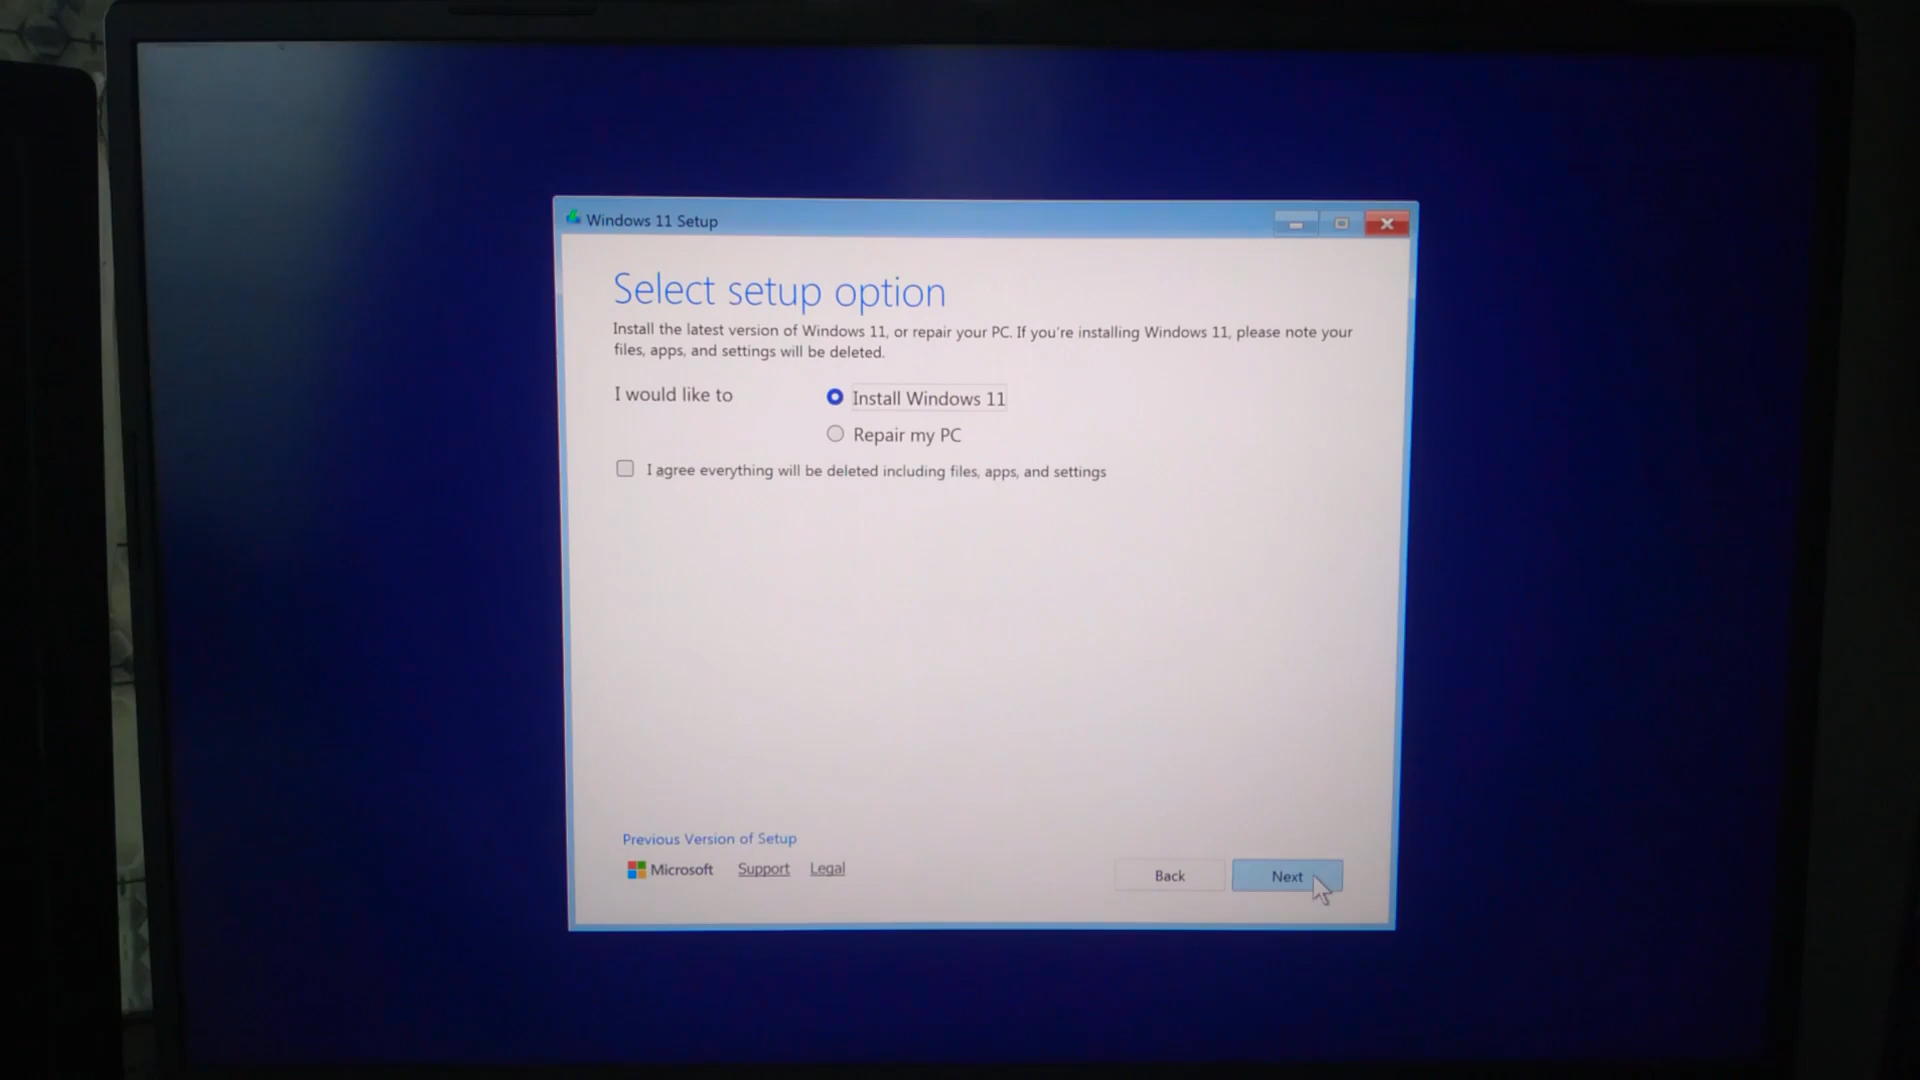 Windows 11 Setup
Select setup option
Install the latest version of Windows 11, or repair your PC. If you're installing Windows 11, please note your
files, apps, and settings will be deleted.
I would like to
Install Windows 11
Repair my PC
I agree everything will be deleted including files, apps, and settings
Previous Version of Setup
Microsoft Support Legal
Back Next